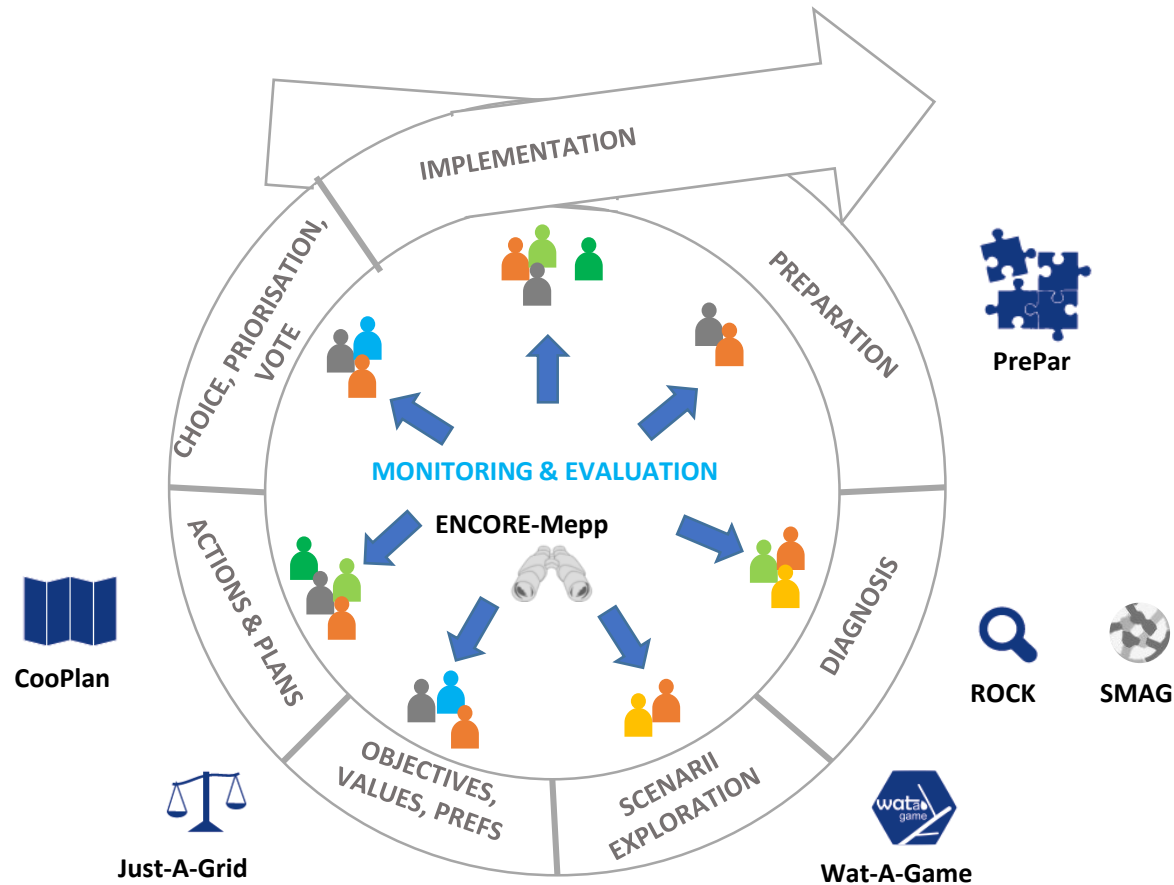 IMPLEMENTATION
PREPARATION
PrePar
DIAGNOSIS
ROCK
SMAG
SCENARII
EXPLORATION
wata
game
Wat-A-Game
OBJECTIVES,
VALUES, PREFS
Just-A-Grid
ACTIONS & PLANS
CooPlan
CHOICE, PRIORISATION,
VOTE
MONITORING & EVALUATION
ENCORE-Mepp